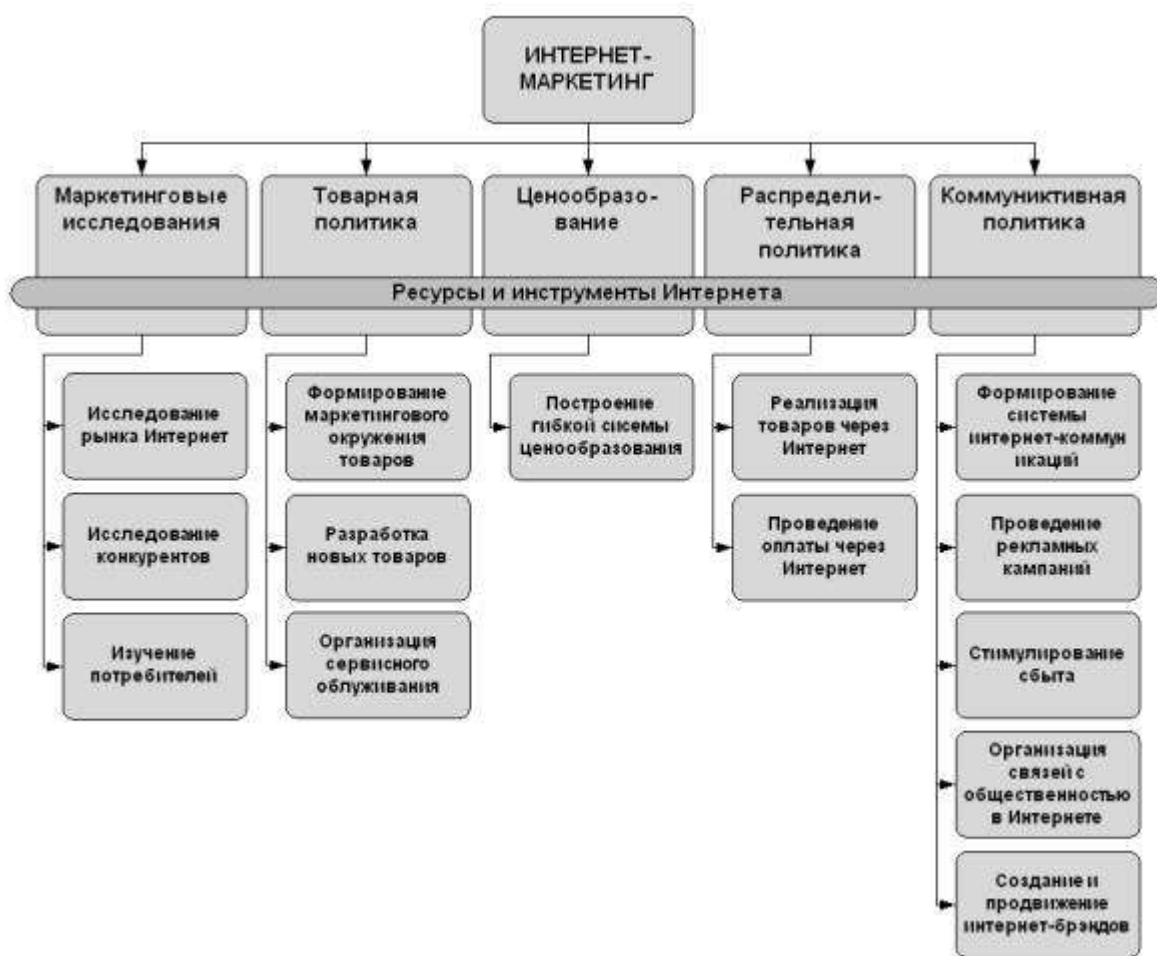 ИНТЕРНЕТ-
МАРКЕТИНГ
Маркетинговые
исследования
Товарная
политика
Ценообразо-
вание
Распредели-
тельная
политика
Коммуниктивная
политика
Ресурсы и инструменты Интернета
Исследование
рынка Интернет
Исследование
конкурентов
Изучение
потребителей
Формирование
маркетингового
окружения
товаров
Разработка
новых товаров
Организация
сервисного
облуживания
Построение
гибкой сисемы
ценообразования
Реализация
товаров через
Интернет
Проведение
оплаты через
Интернет
Формирование
системы
интернет-коммун
икаций
Проведение
рекламных
кампаний
Стимулирование
сбыта
Организация
связей с
общественностью
в Интернете
Создание и
продвижение
интернет-брэндов